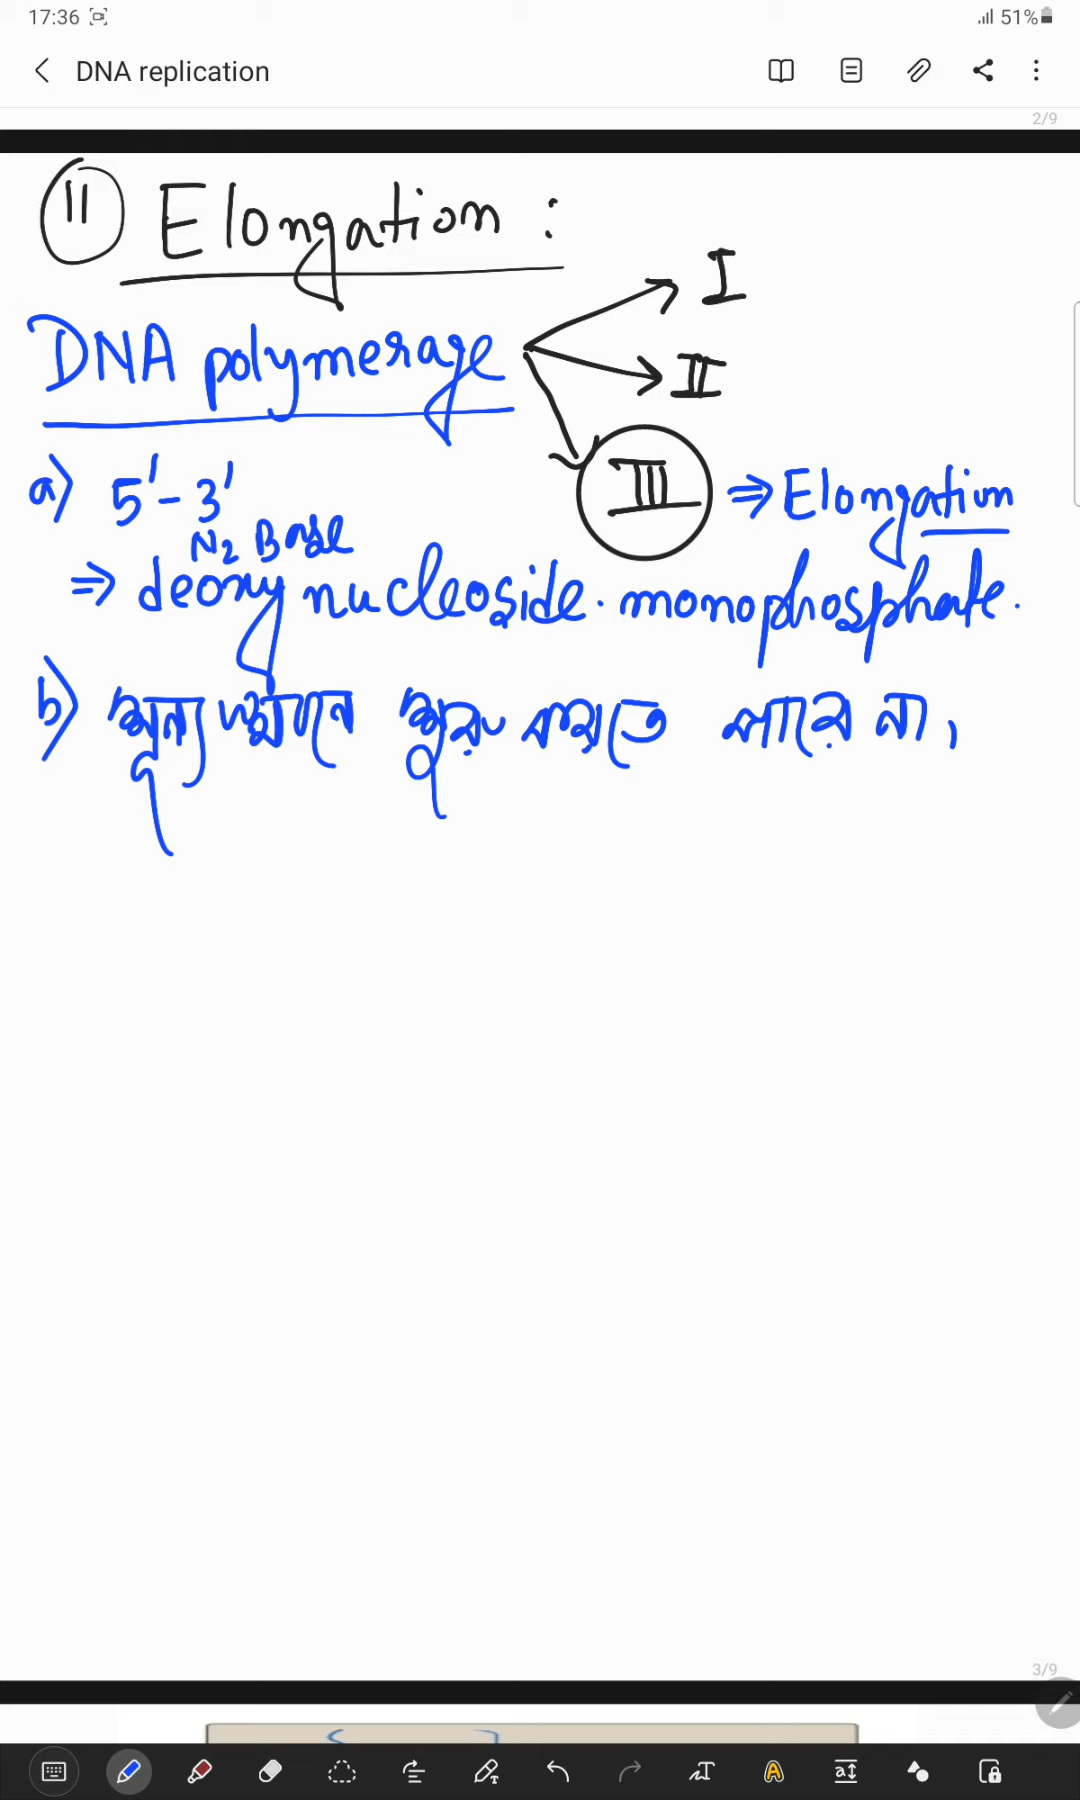 17:36
51%
DNA replication
2/9
11 Elongation :
I
DNA polymerase
II
III ⇒ Elongation
a) 5'-3'
N2 Base
⇒ deoxy nucleoside. monophosphate.
b) শূন্য স্থানে শুরু করতে পারে না,
3/9